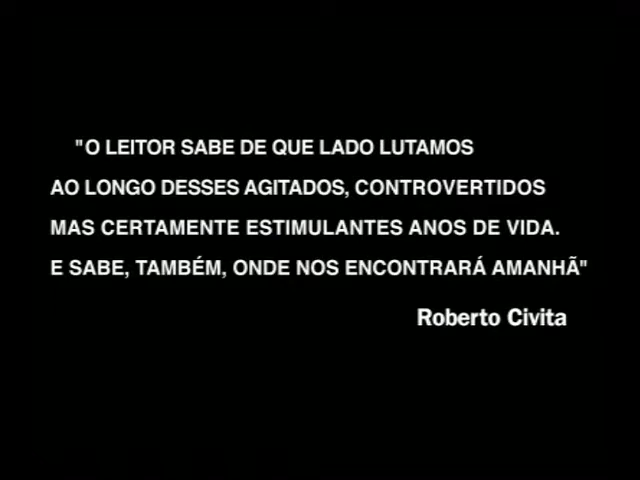 "O LEITOR SABE DE QUE LADO LUTAMOS
AO LONGO DESSES AGITADOS, CONTROVERTIDOS
MAS CERTAMENTE ESTIMULANTES ANOS DE VIDA.
E SABE, TAMBÉM, ONDE NOS ENCONTRARÁ AMANHÃ"
Roberto Civita